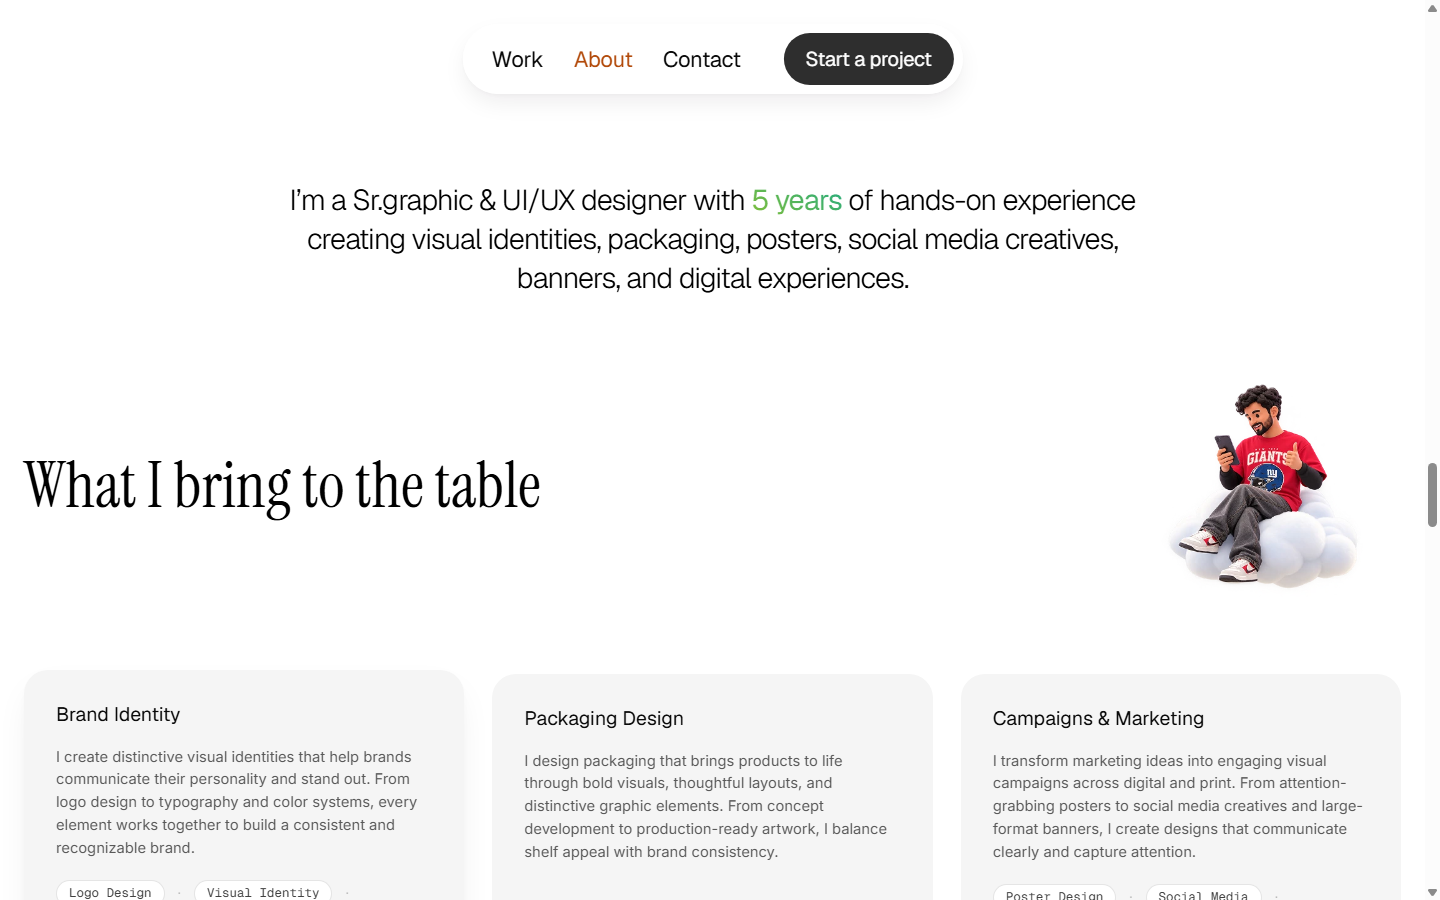 Work About Contact Start a project
I’m a Sr.graphic & UI/UX designer with 5 years of hands-on experience
creating visual identities, packaging, posters, social media creatives,
banners, and digital experiences.
What I bring to the table
GIANTS
ny
Brand Identity
I create distinctive visual identities that help brands
communicate their personality and stand out. From
logo design to typography and color systems, every
element works together to build a consistent and
recognizable brand.
Logo Design · Visual Identity ·
Packaging Design
I design packaging that brings products to life
through bold visuals, thoughtful layouts, and
distinctive graphic elements. From concept
development to production-ready artwork, I balance
shelf appeal with brand consistency.
Campaigns & Marketing
I transform marketing ideas into engaging visual
campaigns across digital and print. From attention-
grabbing posters to social media creatives and large-
format banners, I create designs that communicate
clearly and capture attention.
Poster Design · Social Media ·